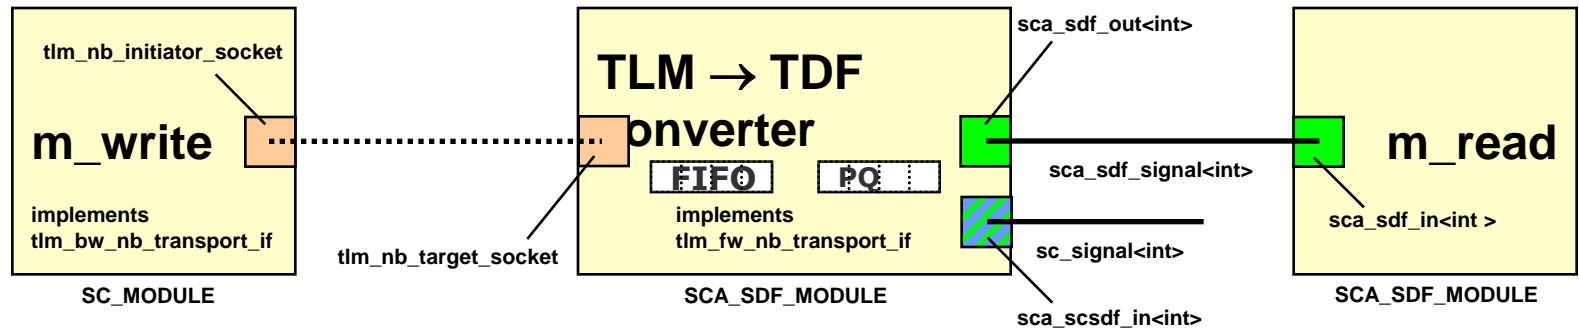 tlm_nb_initiator_socket
m_write
implements
tlm_bw_nb_transport_if
SC_MODULE
tlm_nb_target_socket
TLM → TDF
onverter
FIFO
PQ
implements
tlm_fw_nb_transport_if
SCA_SDF_MODULE
sca_sdf_out<int>
sca_sdf_signal<int>
sc_signal<int>
sca_scsdf_in<int>
m_read
sca_sdf_in<int >
SCA_SDF_MODULE